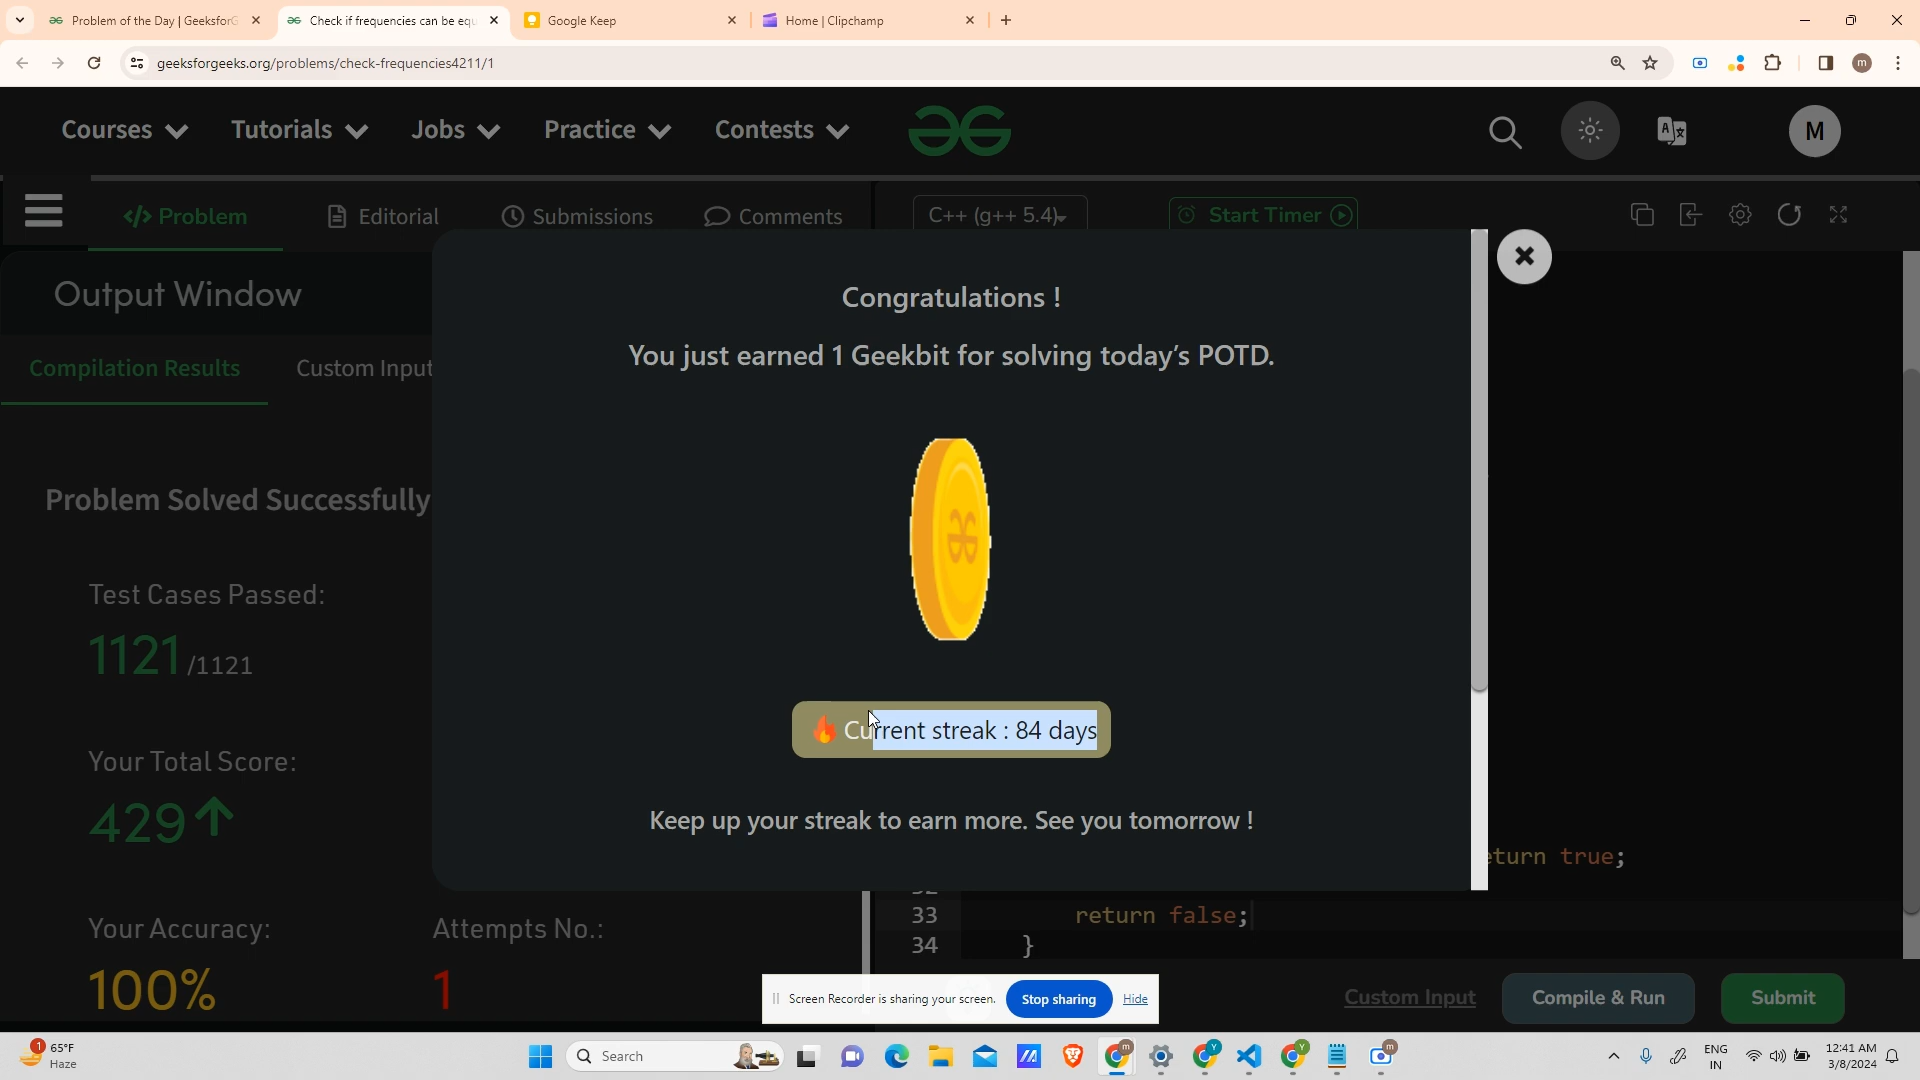 Problem of the Day | GeeksforG
Check if frequencies can be equ
Google Keep
Home | Clipchamp
geeksforgeeks.org/problems/check-frequencies4211/1
m
Courses
Tutorials
Jobs
Practice
Contests
M
</> Problem
Editorial
Submissions
Comments
C++ (g++ 5.4)
Start Timer
Output Window
Compilation Results
Custom Input
Congratulations !
You just earned 1 Geekbit for solving today's POTD.
Problem Solved Successfully
Test Cases Passed:
1121 /1121
Current streak : 84 days
Your Total Score:
429
Keep up your streak to earn more. See you tomorrow !
eturn true;
33 return false;
34 }
Your Accuracy:
100%
Attempts No.:
1
Screen Recorder is sharing your screen.
Stop sharing
Hide
Custom Input
Compile & Run
Submit
1
65°F
Haze
Search
m
Y
Y
m
ENG
IN
12:41 AM
3/8/2024